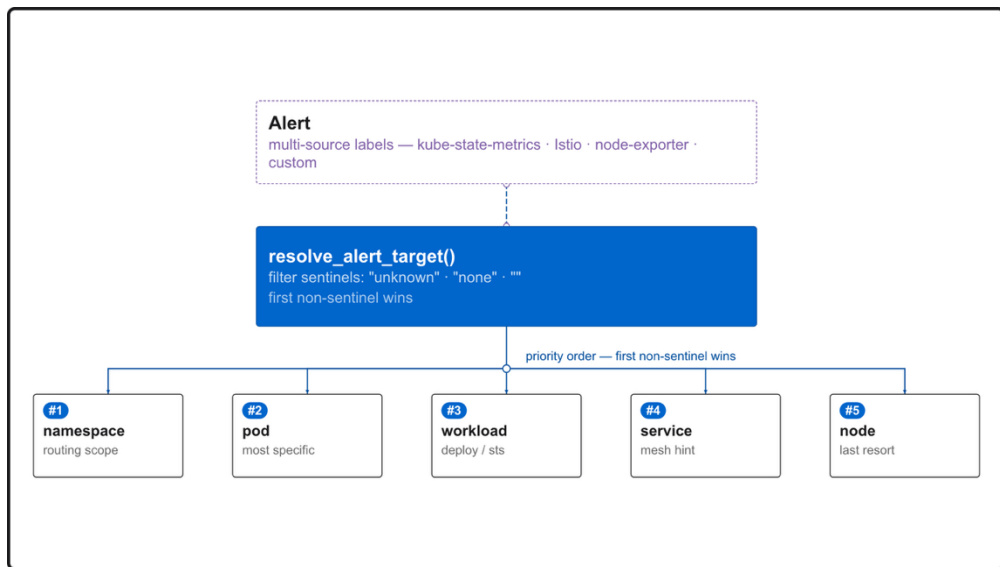 Alert
multi-source labels — kube-state-metrics · Istio · node-exporter ·
custom
resolve_alert_target()
filter sentinels: "unknown" · "none" · ""
first non-sentinel wins
priority order — first non-sentinel wins
#1
namespace
routing scope
#2
pod
most specific
#3
workload
deploy / sts
#4
service
mesh hint
#5
node
last resort